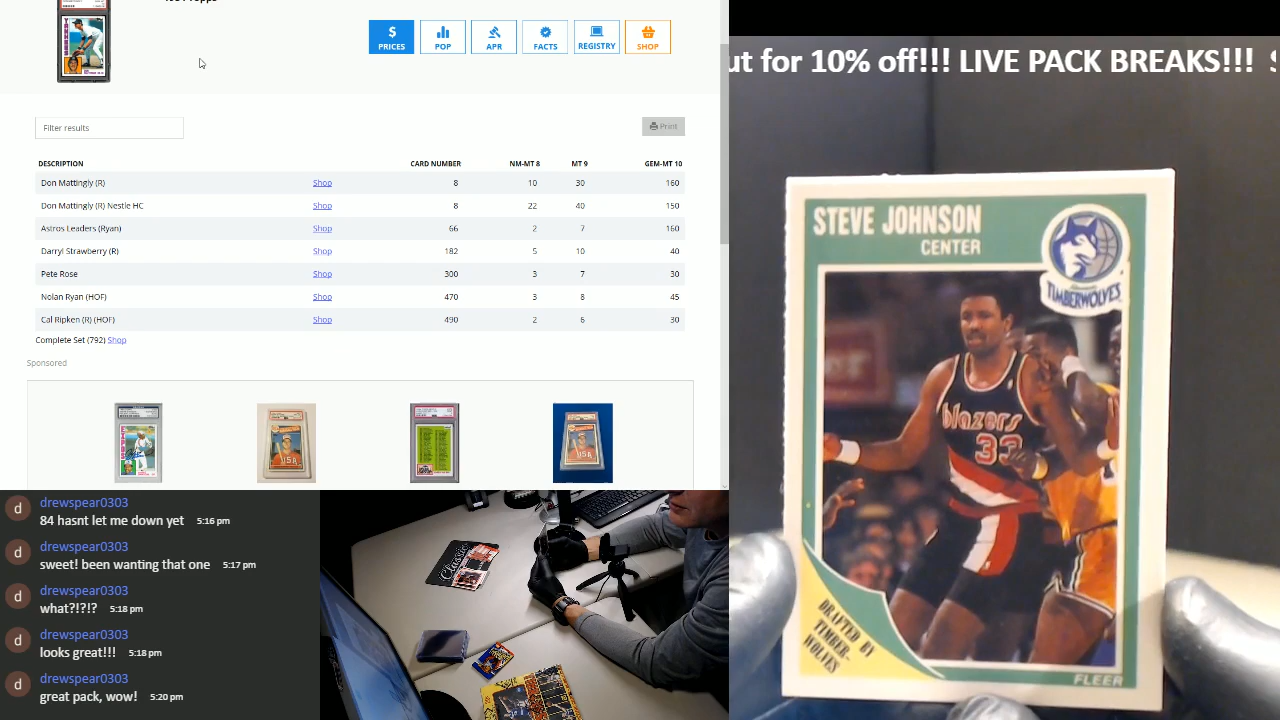 PRICES
POP
APR
FACTS
REGISTRY
SHOP
Filter results
Print
DESCRIPTION CARD NUMBER NM-MT 8 MT 9 GEM-MT 10
Don Mattingly (R) Shop 8 10 30 160
Don Mattingly (R) Nestle HC Shop 8 22 40 150
Astros Leaders (Ryan) Shop 66 2 7 160
Darryl Strawberry (R) Shop 182 5 10 40
Pete Rose Shop 300 3 7 30
Nolan Ryan (HOF) Shop 470 3 8 45
Cal Ripken (R) (HOF) Shop 490 2 6 30
Complete Set (792) Shop
Sponsored
drewspear0303
84 hasnt let me down yet 5:16 pm
drewspear0303
sweet! been wanting that one 5:17 pm
drewspear0303
what?!?!? 5:18 pm
drewspear0303
looks great!!! 5:18 pm
drewspear0303
great pack, wow! 5:20 pm
Classic
for 10% off!!! LIVE PACK BREAKS!!!
STEVE JOHNSON
CENTER
TIMBERWOLVES
blazers
33
DRAFTED BY
TIMBER-
WOLVES
FLEER